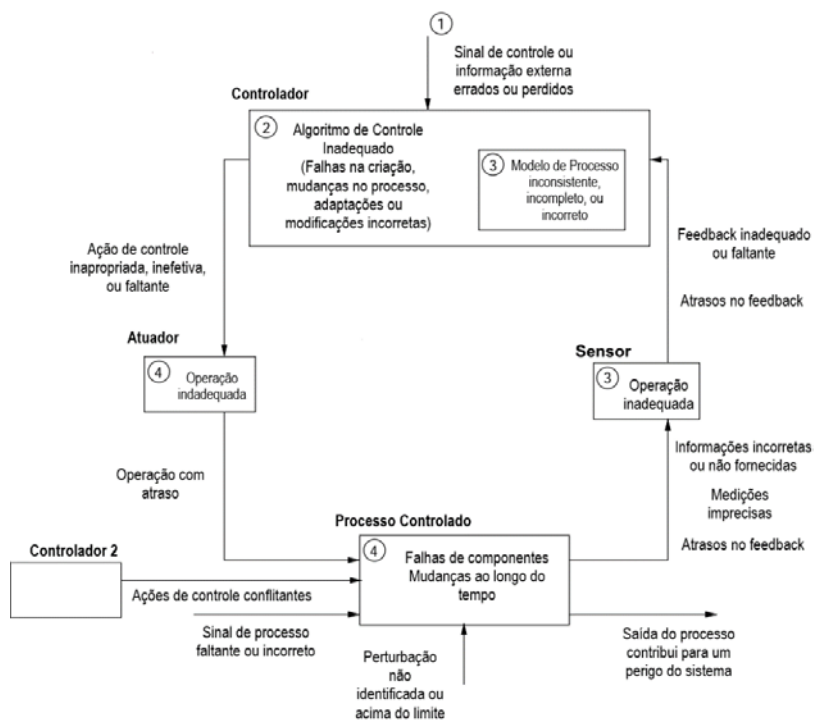 1
Sinal de controle ou
informação externa
errados ou perdidos
Controlador
2
Algoritmo de Controle
Inadequado
(Falhas na criação,
mudanças no processo,
adaptações ou
modificações incorretas)
3
Modelo de Processo
inconsistente,
incompleto, ou
incorreto
Ação de controle
inapropriada, inefetiva,
ou faltante
Feedback inadequado
ou faltante
Atrasos no feedback
Atuador
4
Operação
indadequada
Sensor
3
Operação
inadequada
Operação com
atraso
Informações incorretas
ou não fornecidas
Medições
imprecisas
Atrasos no feedback
Processo Controlado
4
Falhas de componentes
Mudanças ao longo do
tempo
Controlador 2
Ações de controle conflitantes
Sinal de processo
faltante ou incorreto
Perturbação
não
identificada ou
acima do limite
Saída do processo
contribui para um
perigo do sistema